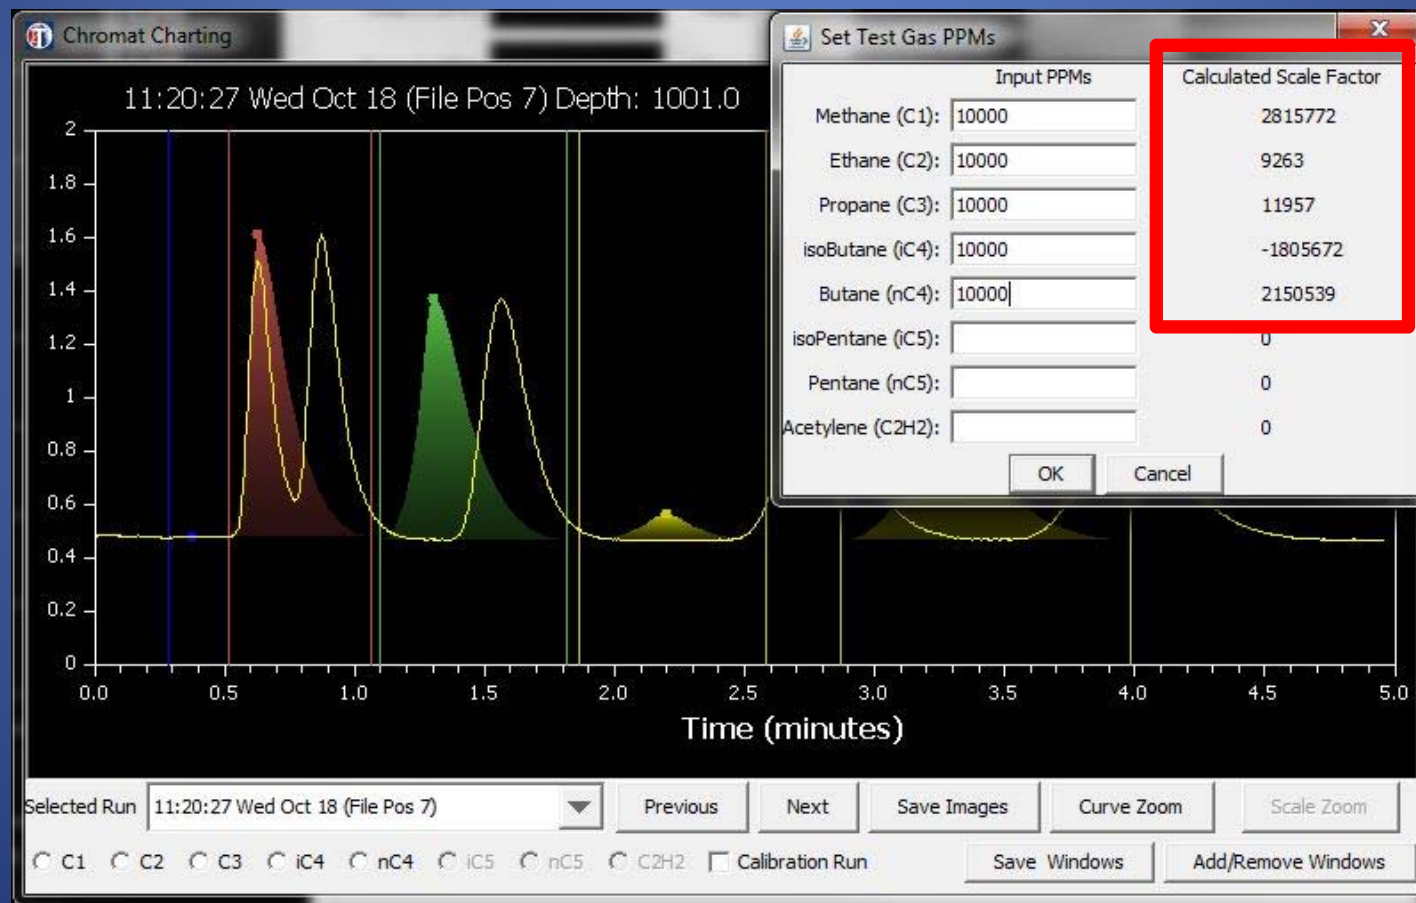 Chromat Charting
11:20:27 Wed Oct 18 (File Pos 7) Depth: 1001.0
2
1.8
1.6
1.4
1.2
1
0.8
0.6
0.4
0.2
0
0.0 0.5 1.0 1.5 2.0 2.5 3.0 3.5 4.0 4.5 5.0
Time (minutes)
Set Test Gas PPMs
X
Input PPMs Calculated Scale Factor
Methane (C1): 10000 2815772
Ethane (C2): 10000 9263
Propane (C3): 10000 11957
isoButane (iC4): 10000 -1805672
Butane (nC4): 10000 2150539
isoPentane (iC5): 0
Pentane (nC5): 0
Acetylene (C2H2): 0
OK Cancel
Selected Run 11:20:27 Wed Oct 18 (File Pos 7) Previous Next Save Images Curve Zoom Scale Zoom
C1 C2 C3 iC4 nC4 iC5 nC5 C2H2 Calibration Run Save Windows Add/Remove Windows